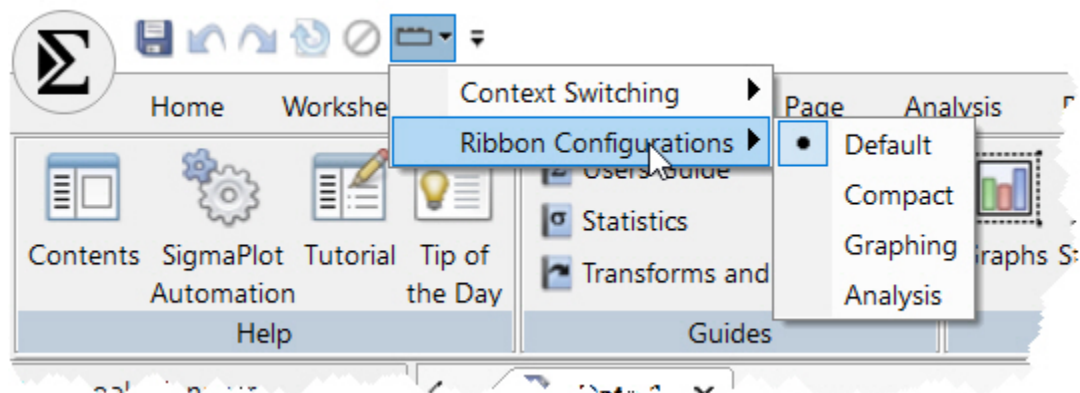 Context Switching
Home Workshe Page Analysis
Ribbon Configurations Default
Users Guide
Compact
Statistics
Contents SigmaPlot Tutorial Tip of Graphing
Transforms and
Automation the Day Analysis
Help Guides